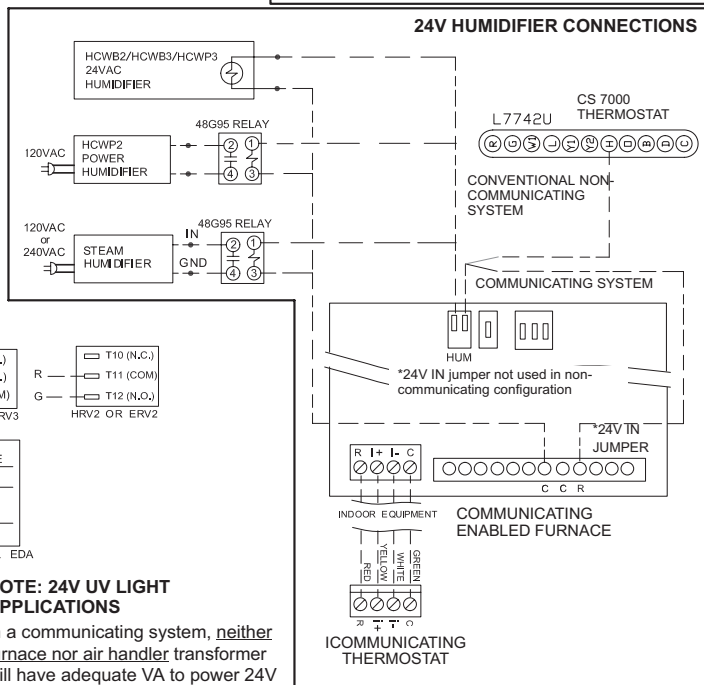 24V HUMIDIFIER CONNECTIONS
HCWB2/HCWB3/HCWP3
24VAC
HUMIDIFIER
CS 7000
THERMOSTAT
L7742U
R G W1 L Y1 Y2 H O B D C
48G95 RELAY
120VAC
HCWP2
POWER
HUMIDIFIER
2 1
4 3
CONVENTIONAL NON-
COMMUNICATING
SYSTEM
48G95 RELAY
120VAC
or
240VAC
STEAM
HUMIDIFIER
IN
GND
2 1
4 3
COMMUNICATING SYSTEM
HUM
*24V IN jumper not used in non-
communicating configuration
*24V IN
JUMPER
R
G
T10 (N.C.)
T11 (COM)
T12 (N.O.)
HRV2 OR ERV2
R I+ I- C
C C R
INDOOR EQUIPMENT
COMMUNICATING
ENABLED FURNACE
RED
YELLOW
WHITE
GREEN
R i+ i- C
ICOMMUNICATING
THERMOSTAT
EDA
OTE: 24V UV LIGHT
PPLICATIONS
a communicating system, neither
rnace nor air handler transformer
ill have adequate VA to power 24V